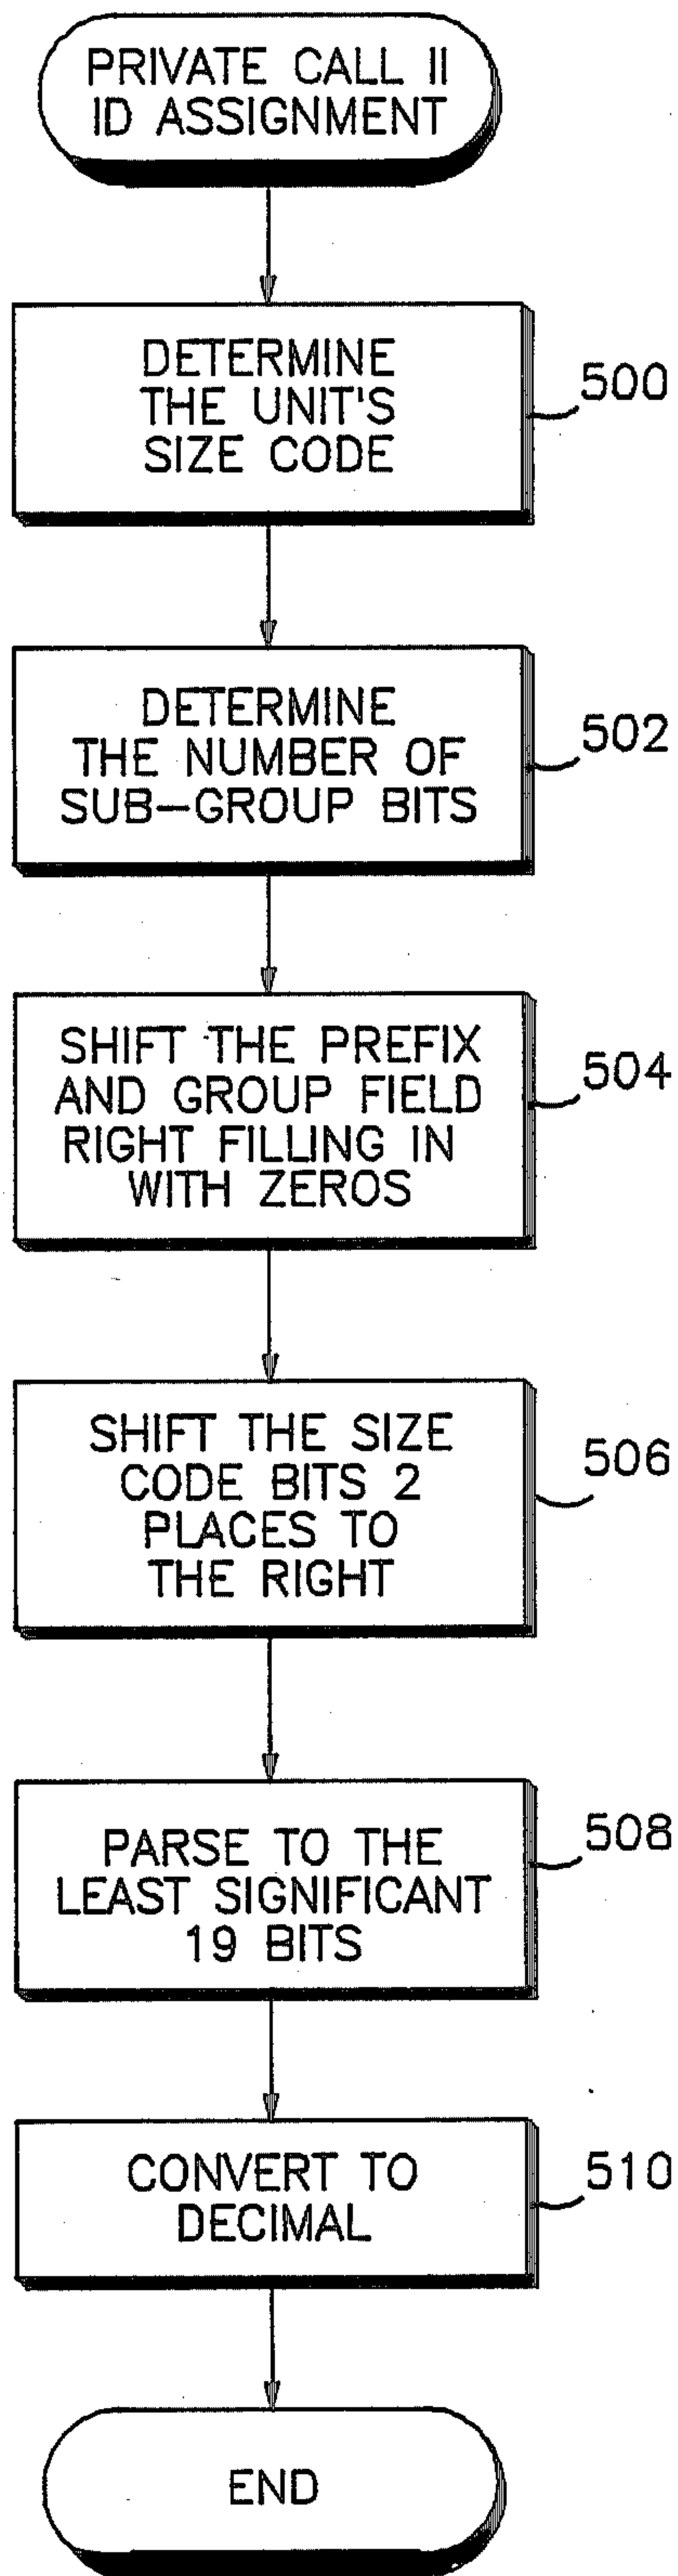 PRIVATE CALL II
ID ASSIGNMENT
DETERMINE
THE UNIT'S
SIZE CODE
500
DETERMINE
THE NUMBER OF
SUB-GROUP BITS
502
SHIFT THE PREFIX
AND GROUP FIELD
RIGHT FILLING IN
WITH ZEROS
504
SHIFT THE SIZE
CODE BITS 2
PLACES TO
THE RIGHT
506
PARSE TO THE
LEAST SIGNIFICANT
19 BITS
508
CONVERT TO
DECIMAL
510
END